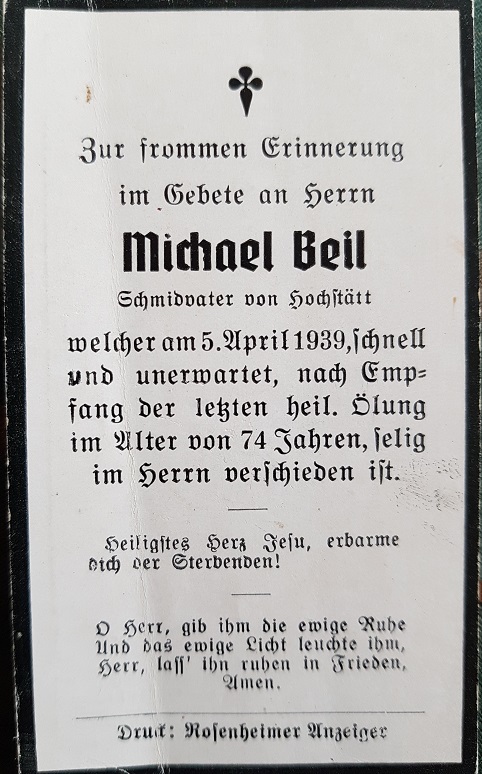 Zur frommen Erinnerung
im Gebete an Herrn
Michael Beil
Schmidvater von Hochstätt
welcher am 5. April 1939, schnell
und unerwartet, nach Emp=
fang der letzten heil. Ölung
im Alter von 74 Jahren, selig
im Herrn verschieden ist.
Heiligstes Herz Jesu, erbarme
dich der Sterbenden!
O Herr, gib ihm die ewige Ruhe
Und das ewige Licht leuchte ihm,
Herr, lass' ihn ruhen in Frieden,
Amen.
Druck: Rosenheimer Anzeiger